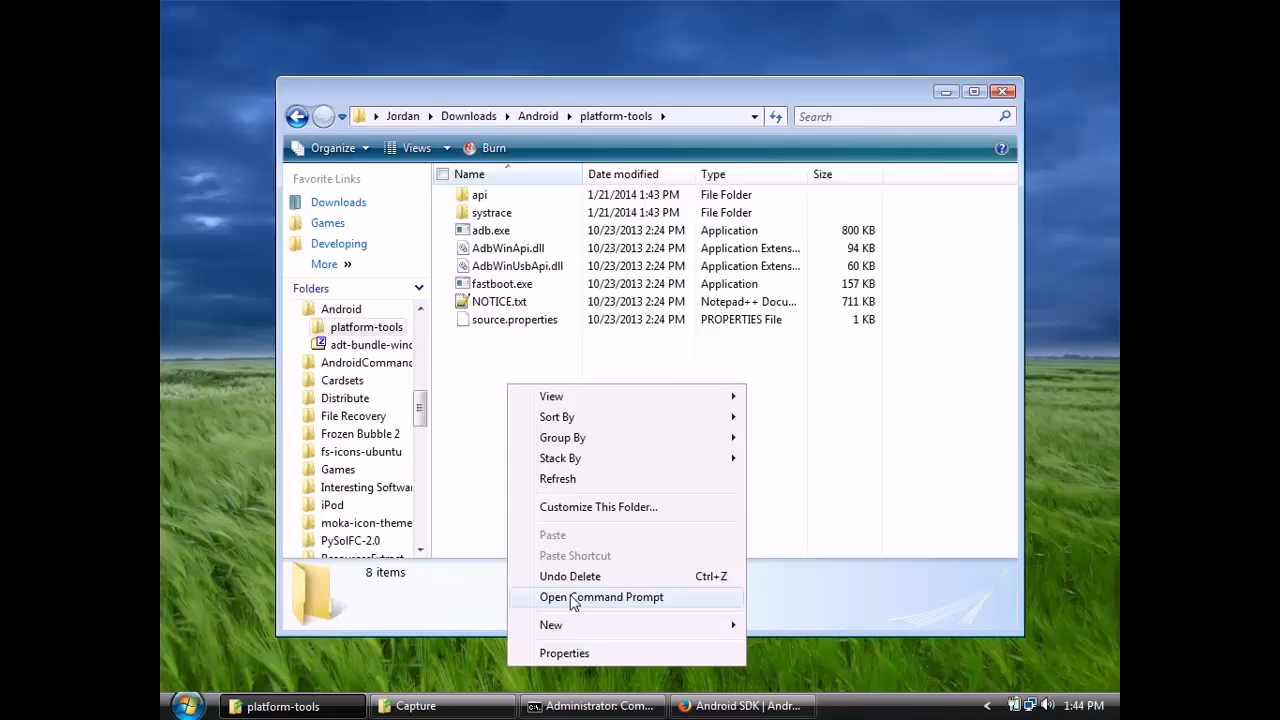 Jordan Downloads Android platform-tools Search
Organize Views Burn
Favorite Links
Downloads
Games
Developing
More »
Folders
Android
platform-tools
adt-bundle-winc
AndroidCommanc
Cardsets
Distribute
File Recovery
Frozen Bubble 2
fs-icons-ubuntu
Games
Interesting Softwar
iPod
moka-icon-theme
PySolFC-2.0
ResourcesExtract
Name Date modified Type Size
api 1/21/2014 1:43 PM File Folder
systrace 1/21/2014 1:43 PM File Folder
adb.exe 10/23/2013 2:24 PM Application 800 KB
AdbWinApi.dll 10/23/2013 2:24 PM Application Extens... 94 KB
AdbWinUsbApi.dll 10/23/2013 2:24 PM Application Extens... 60 KB
fastboot.exe 10/23/2013 2:24 PM Application 157 KB
NOTICE.txt 10/23/2013 2:24 PM Notepad++ Docu... 711 KB
source.properties 10/23/2013 2:24 PM PROPERTIES File 1 KB
View
Sort By
Group By
Stack By
Refresh
Customize This Folder...
Paste
Paste Shortcut
Undo Delete Ctrl+Z
Open Command Prompt
New
Properties
8 items
platform-tools Capture Administrator: Com... Android SDK | Andr... 1:44 PM